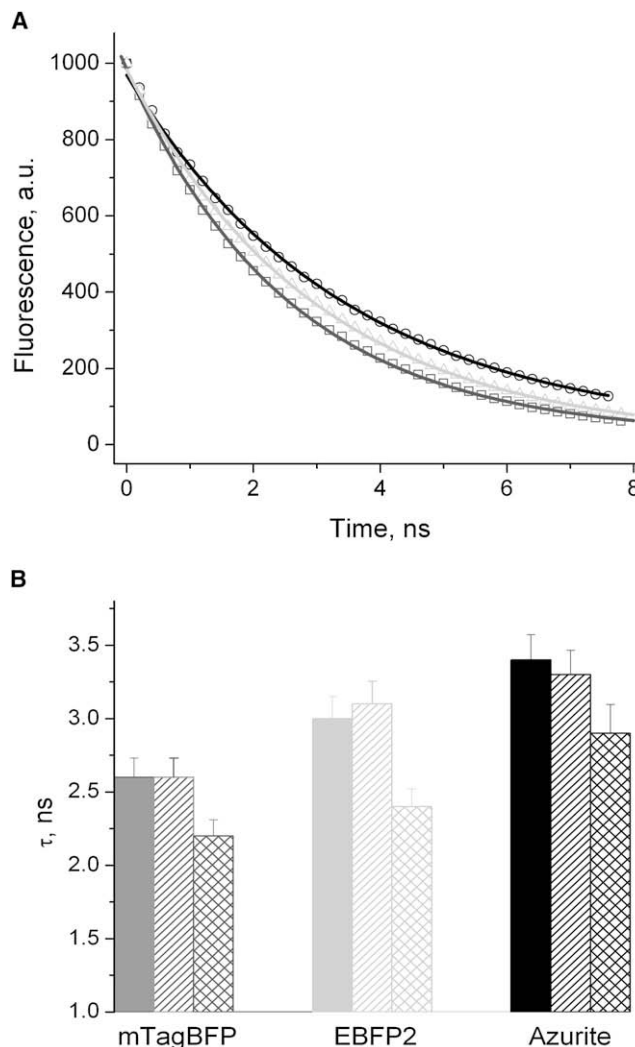 A
1000
800
600
400
200
0
Fluorescence, a.u.
0 2 4 6 8
Time, ns
B
3.5
3.0
2.5
2.0
1.5
1.0
τ, ns
mTagBFP EBFP2 Azurite